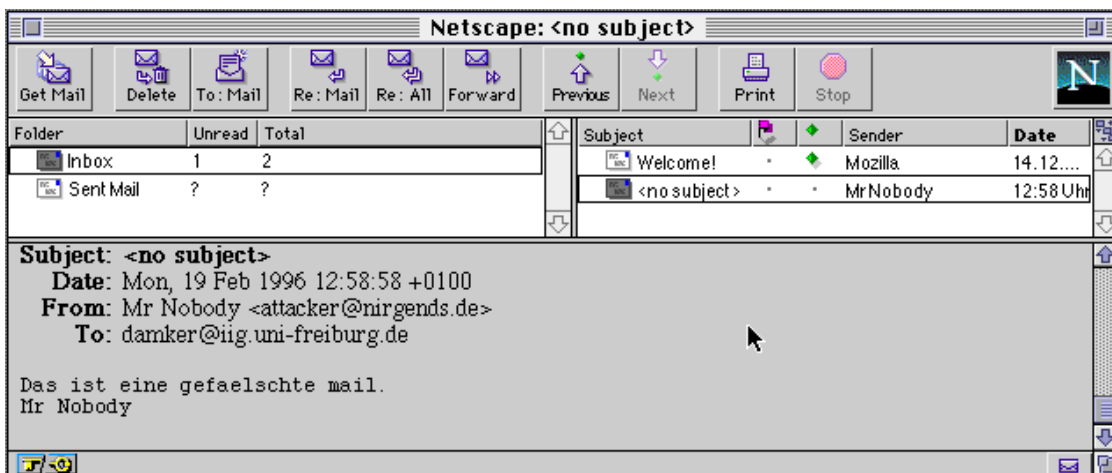 Netscape: <no subject>
Get Mail Delete To: Mail Re: Mail Re: All Forward Previous Next Print Stop N
Folder Unread Total
Inbox 1 2
Sent Mail ? ?
Subject Sender Date
Welcome! Mozilla 14.12....
<no subject> Mr Nobody 12:58 Uhr
Subject: <no subject>
Date: Mon, 19 Feb 1996 12:58:58 +0100
From: Mr Nobody <attacker@nirgends.de>
To: damker@iig.uni-freiburg.de
Das ist eine gefaelschte mail.
Mr Nobody